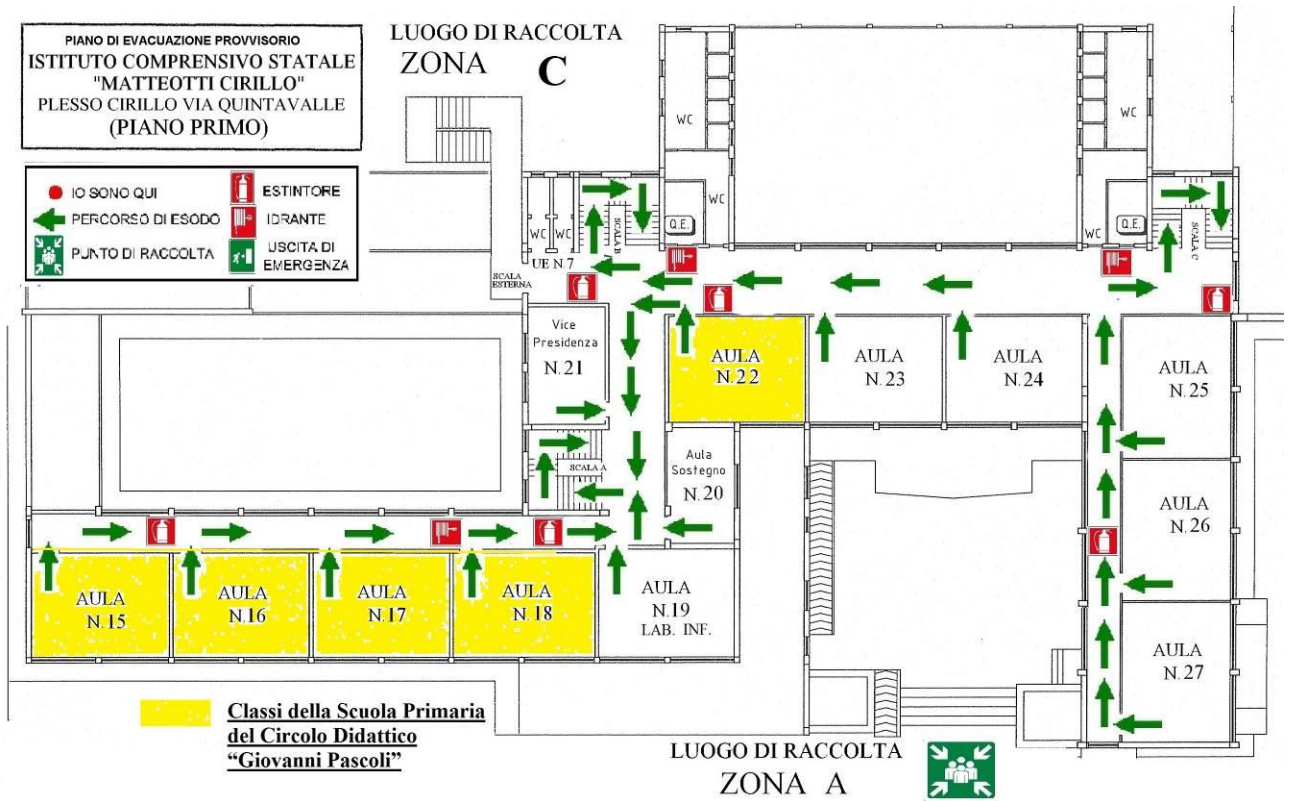 PIANO DI EVACUAZIONE PROVVISORIO
ISTITUTO COMPRENSIVO STATALE
"MATTEOTTI CIRILLO"
PLESSO CIRILLO VIA QUINTAVALLE
(PIANO PRIMO)
LUOGO DI RACCOLTA
ZONA C
IO SONO QUI
ESTINTORE
PERCORSO DI ESODO
IDRANTE
PUNTO DI RACCOLTA
USCITA DI
EMERGENZA
WC
WC
WC
WC
WC
WC
Q.E.
Q.E.
SCALA B
SCALA C
UE N 7
SCALA
ESTERNA
Vice
Presidenza
N.21
AULA
N.22
AULA
N.23
AULA
N.24
AULA
N.25
SCALA A
Aula
Sostegno
N.20
AULA
N.26
AULA
N.15
AULA
N.16
AULA
N.17
AULA
N.18
AULA
N.19
LAB. INF.
AULA
N.27
Classi della Scuola Primaria
del Circolo Didattico
“Giovanni Pascoli”
LUOGO DI RACCOLTA
ZONA A